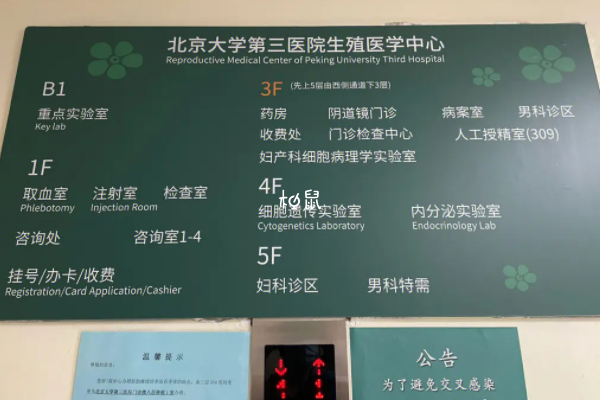 北京大学第三医院生殖医学中心
Reproductive Medical Center of Peking University Third Hospital
B1
重点实验室
Key lab
1F
取血室 注射室 检查室
Phlebotomy Injection Room
咨询处 咨询室1-4
挂号/办卡/收费
Registration/Card Application/Cashier
3F (先上5层由西侧通道下3层)
药房 阴道镜门诊 病案室 男科诊区
收费处 门诊检查中心 人工授精室(309)
妇产科细胞病理学实验室
4F
细胞遗传实验室 内分泌实验室
Cytogenetics Laboratory Endocrinology Lab
5F
妇科诊区 男科特需
温馨提示
公告
为了避免交叉感染